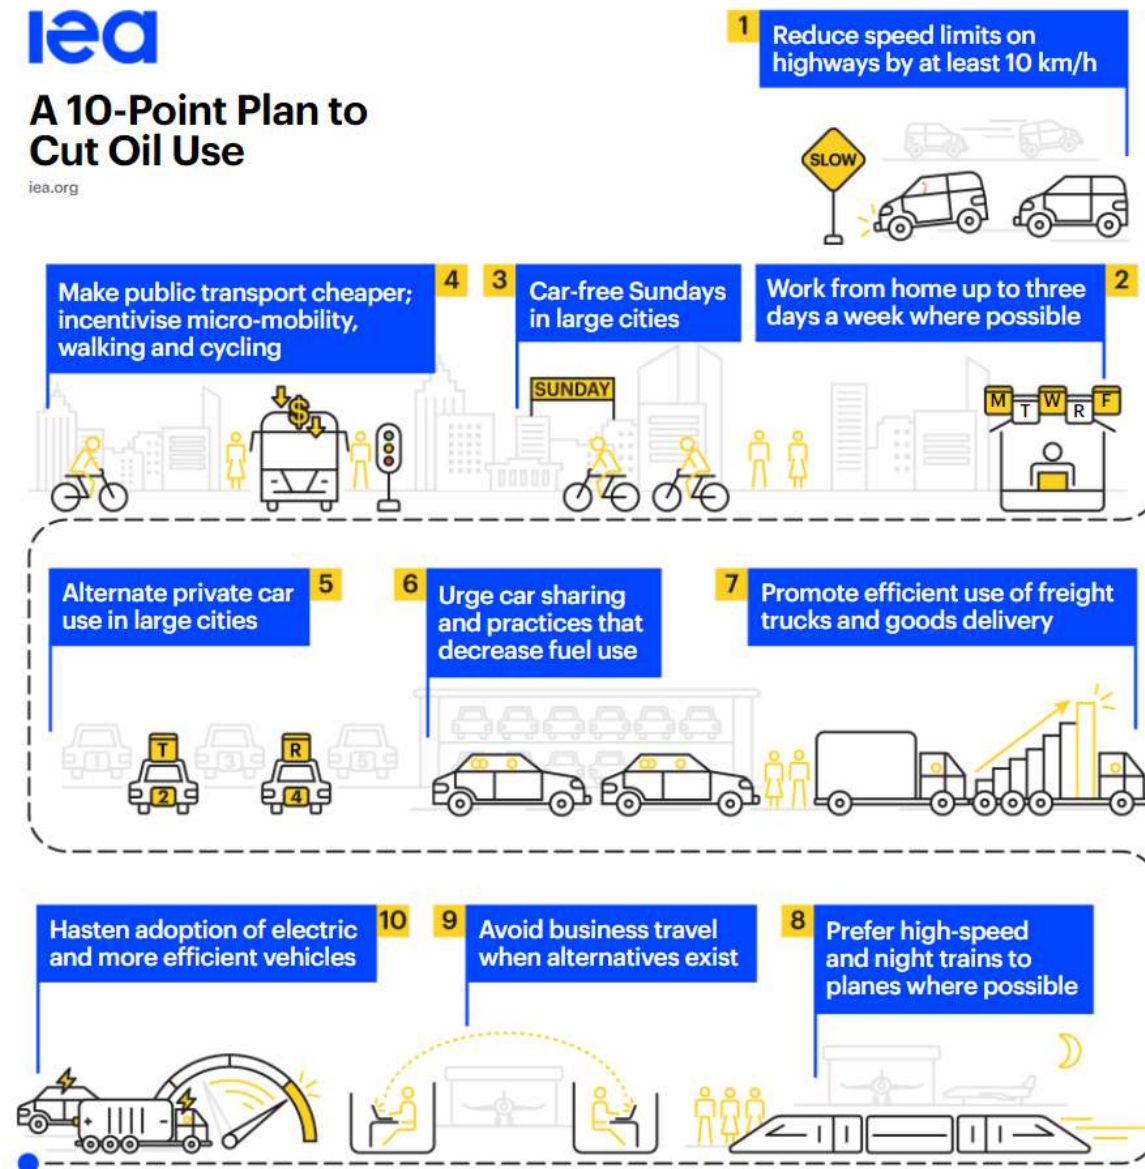 iea
A 10-Point Plan to
Cut Oil Use
iea.org
1
Reduce speed limits on
highways by at least 10 km/h
SLOW
2
Work from home up to three
days a week where possible
M T W R F
3
Car-free Sundays
in large cities
SUNDAY
4
Make public transport cheaper;
incentivise micro-mobility,
walking and cycling
$
5
Alternate private car
use in large cities
T R
1 2 3 4 5
6
Urge car sharing
and practices that
decrease fuel use
7
Promote efficient use of freight
trucks and goods delivery
8
Prefer high-speed
and night trains to
planes where possible
9
Avoid business travel
when alternatives exist
10
Hasten adoption of electric
and more efficient vehicles
+ -